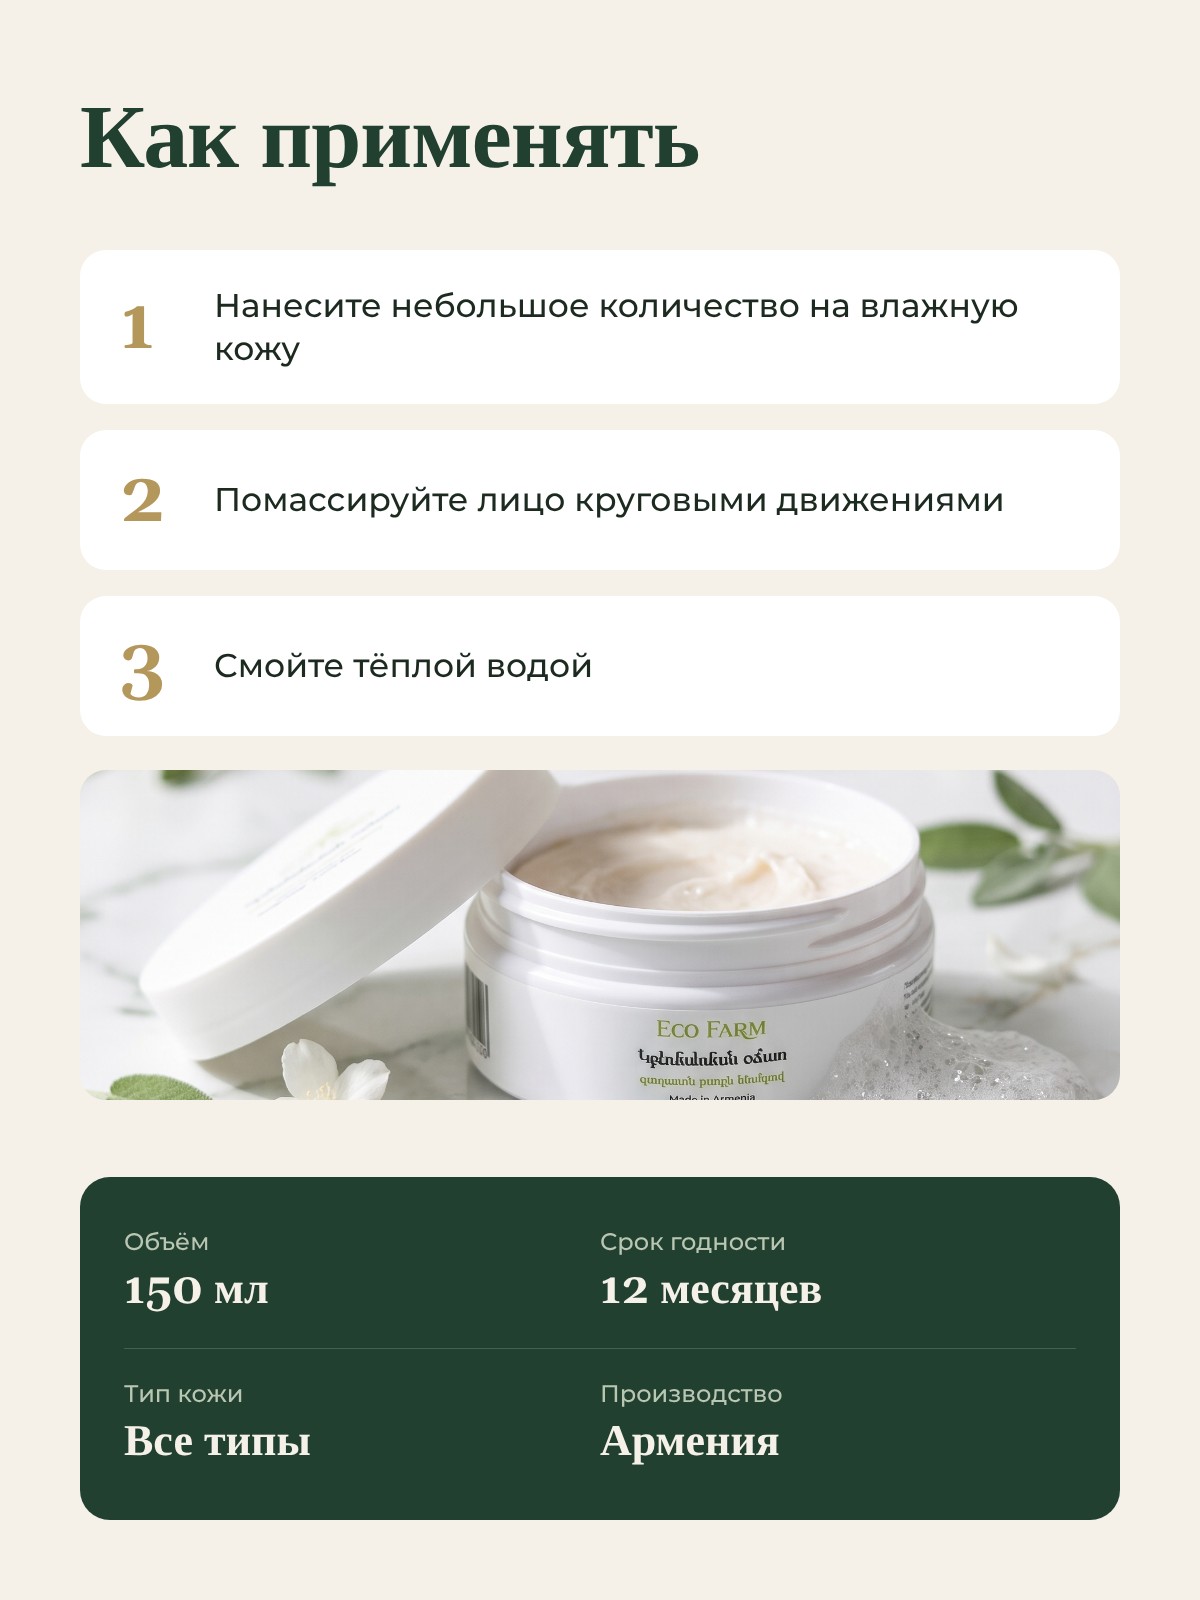 Как применять
1
Нанесите небольшое количество на влажную
кожу
2
Помассируйте лицо круговыми движениями
3
Смойте тёплой водой
ECO FARM
օճառ
Made in Armenia
Объём
150 мл
Срок годности
12 месяцев
Тип кожи
Все типы
Производство
Армения